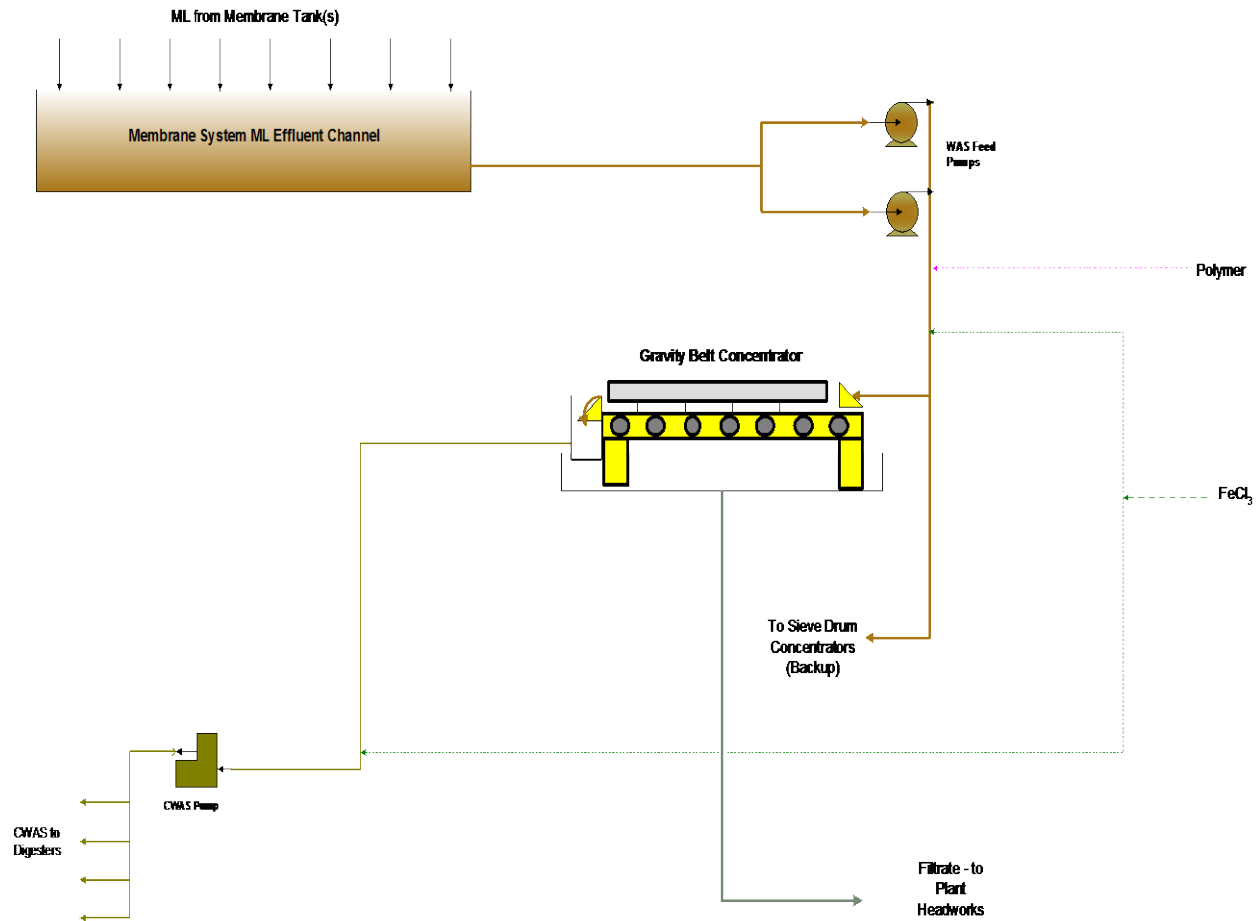 ML from Membrane Tank(s)
Membrane System ML Effluent Channel
WAS Feed
Pumps
Polymer
Gravity Belt Concentrator
FeCl₃
To Sieve Drum
Concentrators
(Backup)
CWAS Pump
CWAS to
Digesters
Filtrate - to
Plant
Headworks